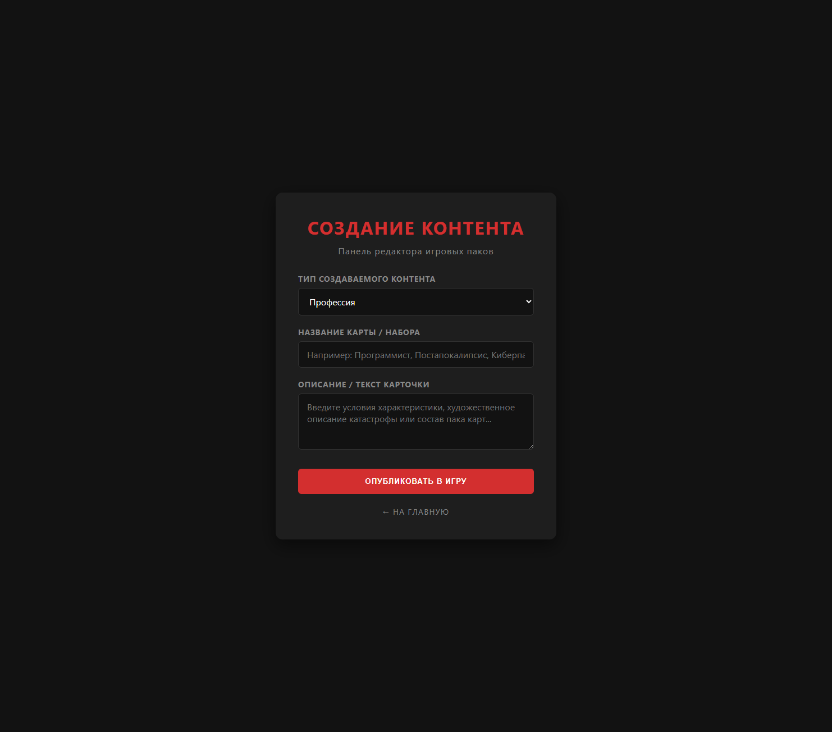 СОЗДАНИЕ КОНТЕНТА
Панель редактора игровых паков
ТИП СОЗДАВАЕМОГО КОНТЕНТА
Профессия
НАЗВАНИЕ КАРТЫ / НАБОРА
Например: Программист, Постапокалипсис, Киберпа
ОПИСАНИЕ / ТЕКСТ КАРТОЧКИ
Введите условия характеристики, художественное
описание катастрофы или состав пака карт...
ОПУБЛИКОВАТЬ В ИГРУ
← НА ГЛАВНУЮ